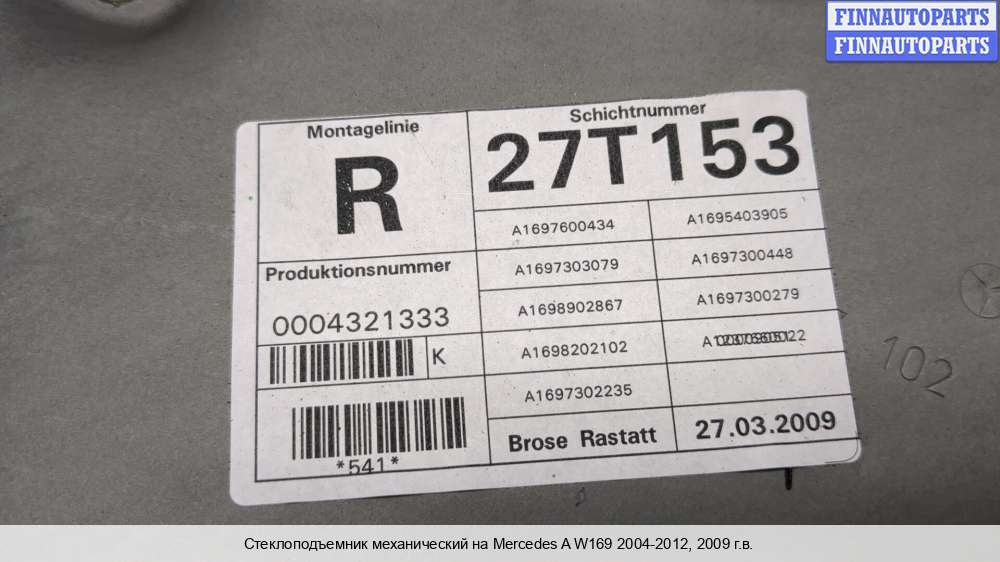 FINNAUTOPARTS
FINNAUTOPARTS
Montagelinie
R
Schichtnummer
27T153
A1697600434
A1695403905
A1697303079
A1697300448
A1698902867
A1697300279
A1698202102
A1697302235
Produktionsnummer
0004321333
K
*541*
Brose Rastatt
27.03.2009
102
Стеклоподъемник механический на Mercedes A W169 2004-2012, 2009 г.в.